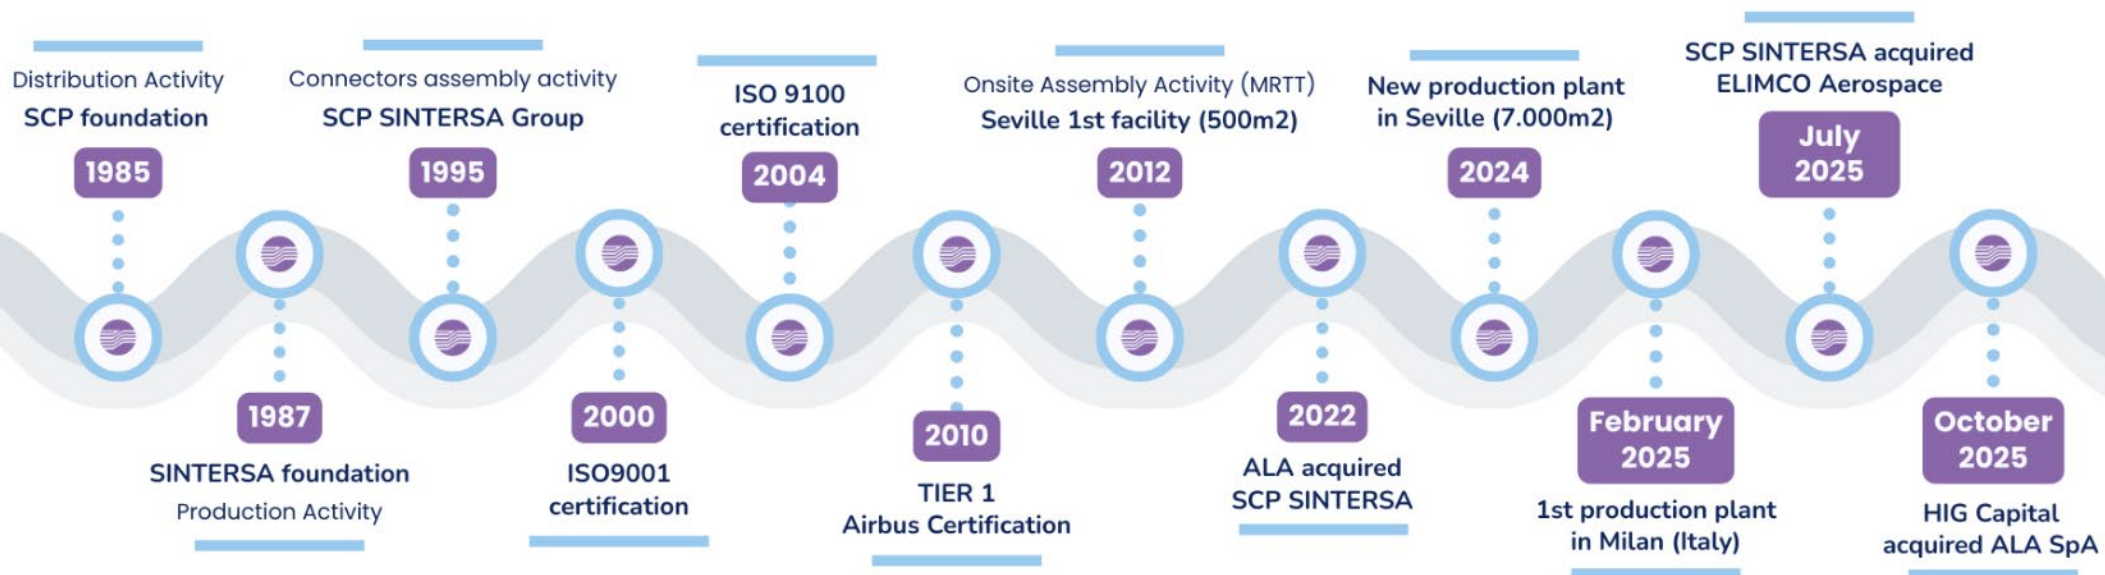 Distribution Activity
SCP foundation
1985
1987
SINTERSA foundation
Production Activity
Connectors assembly activity
SCP SINTERSA Group
1995
2000
ISO9001
certification
ISO 9100
certification
2004
2010
TIER 1
Airbus Certification
Onsite Assembly Activity (MRTT)
Seville 1st facility (500m2)
2012
2022
ALA acquired
SCP SINTERSA
New production plant
in Seville (7.000m2)
2024
February
2025
1st production plant
in Milan (Italy)
SCP SINTERSA acquired
ELIMCO Aerospace
July
2025
October
2025
HIG Capital
acquired ALA SpA